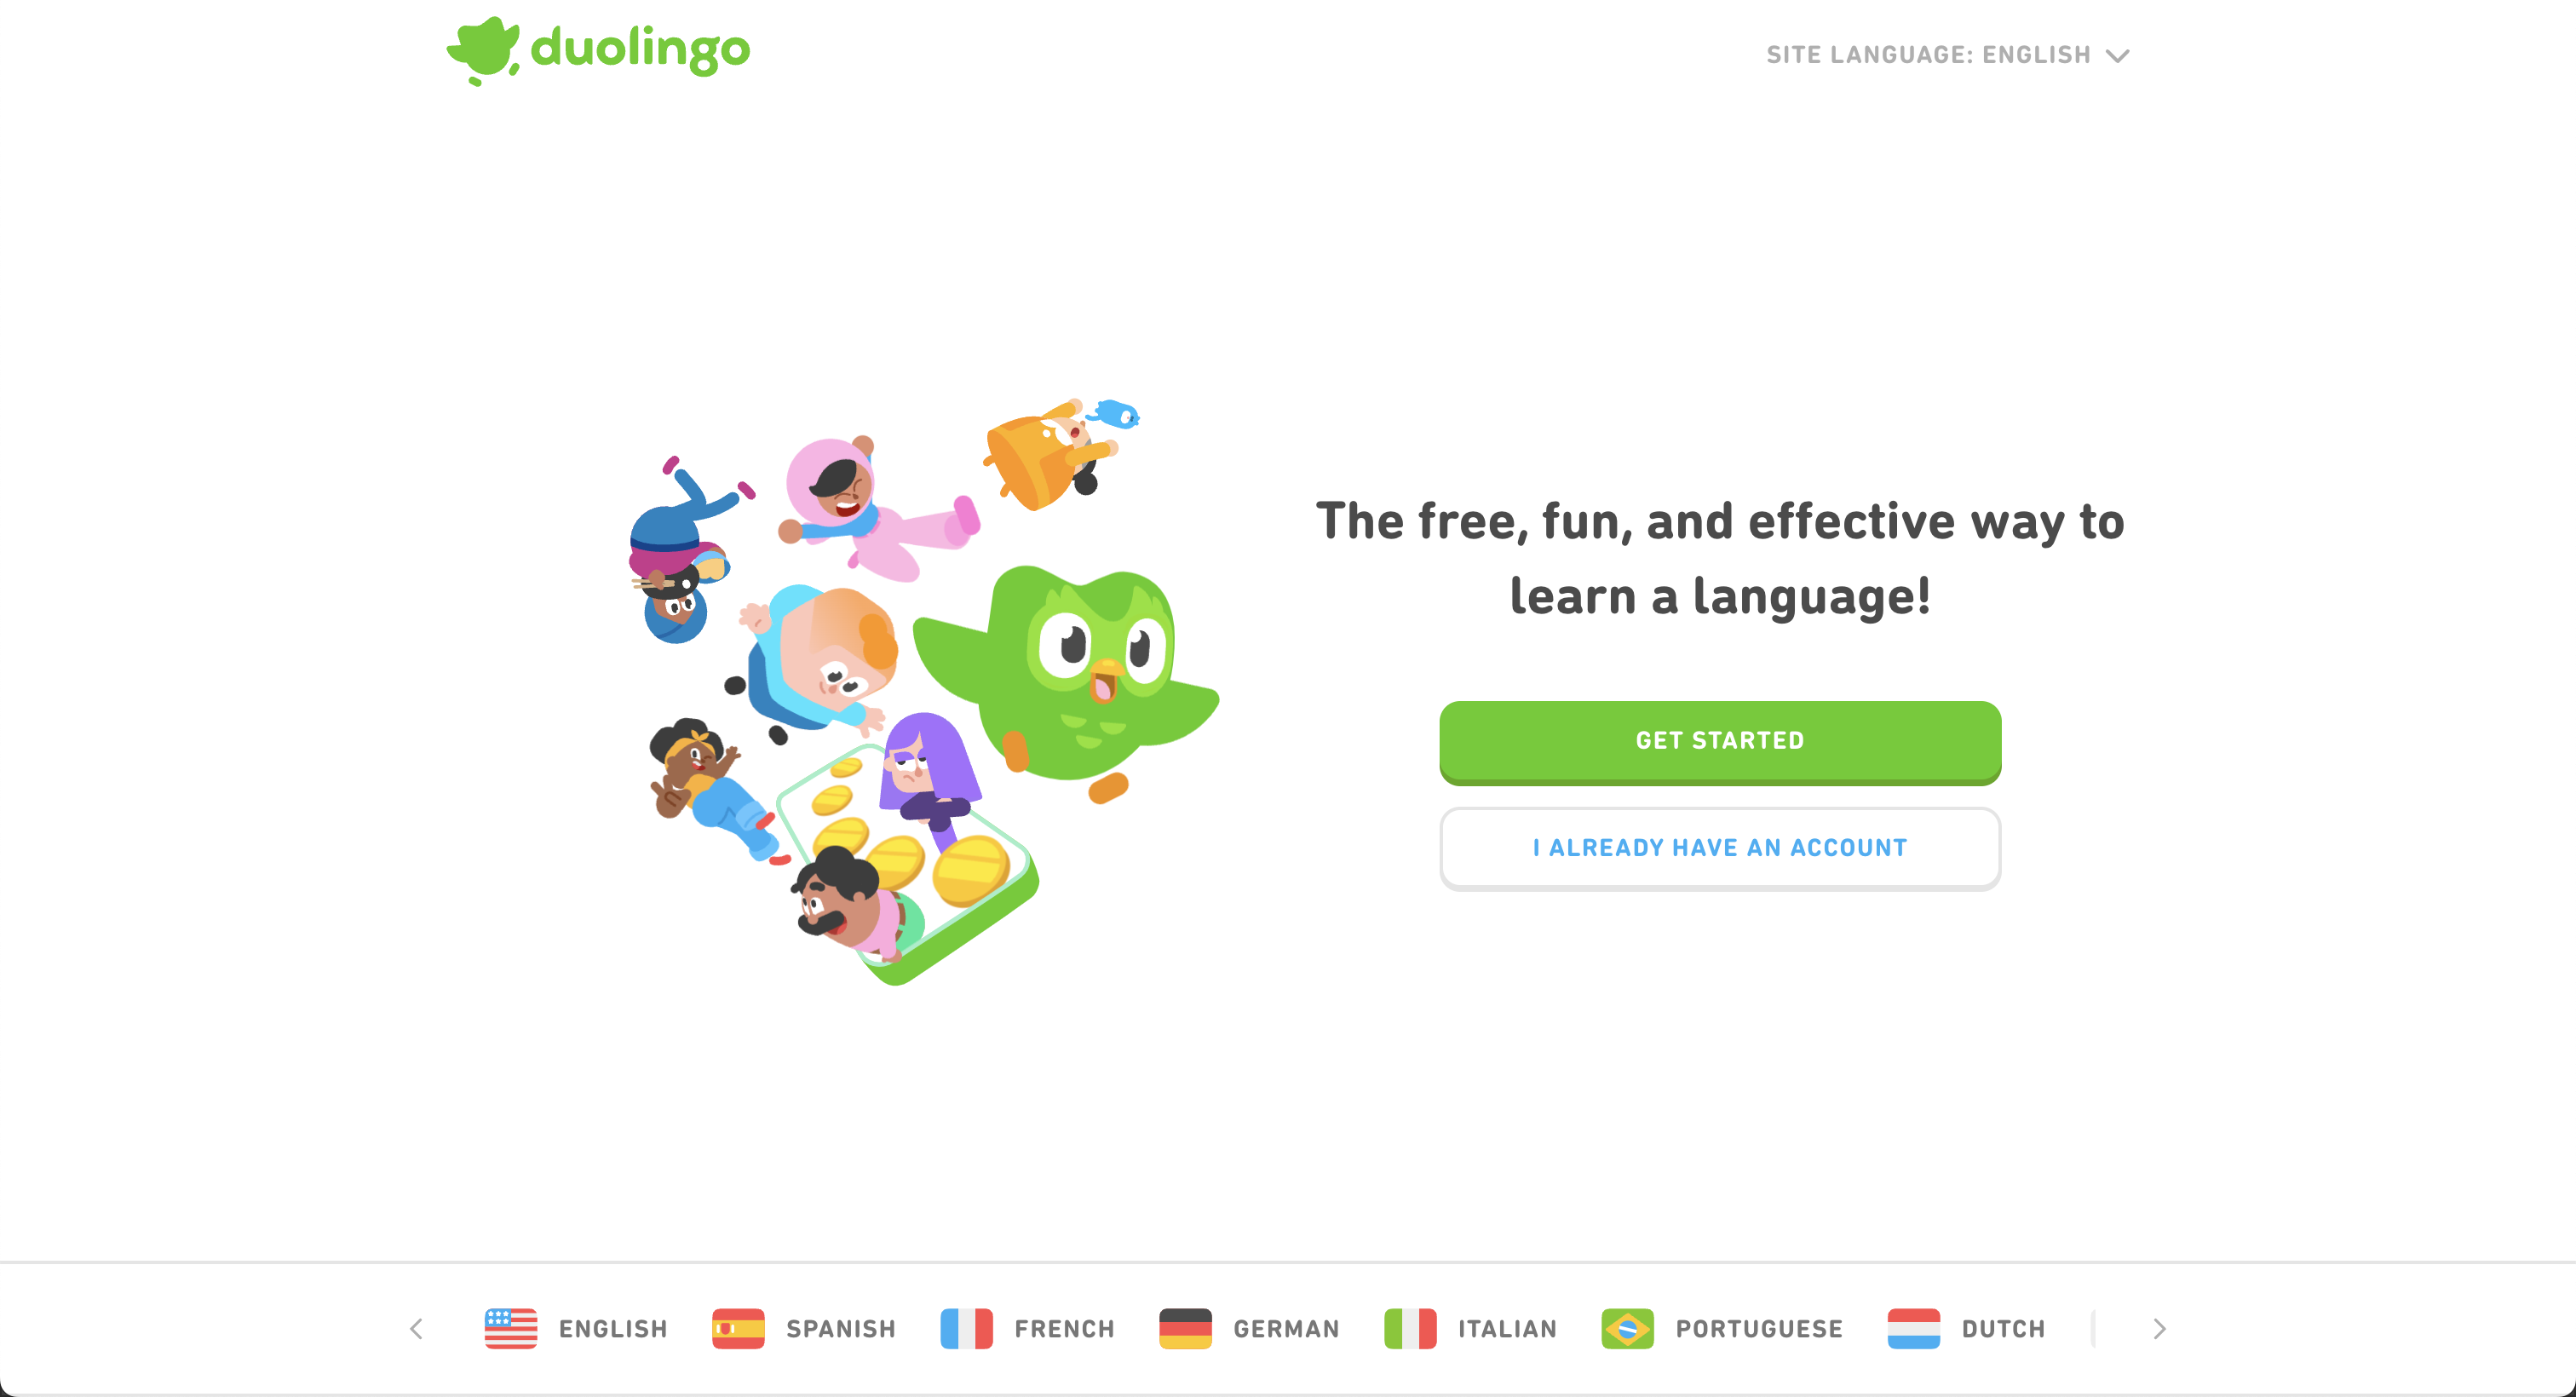 duolingo
SITE LANGUAGE: ENGLISH
The free, fun, and effective way to
learn a language!
GET STARTED
I ALREADY HAVE AN ACCOUNT
ENGLISH
SPANISH
FRENCH
GERMAN
ITALIAN
PORTUGUESE
DUTCH